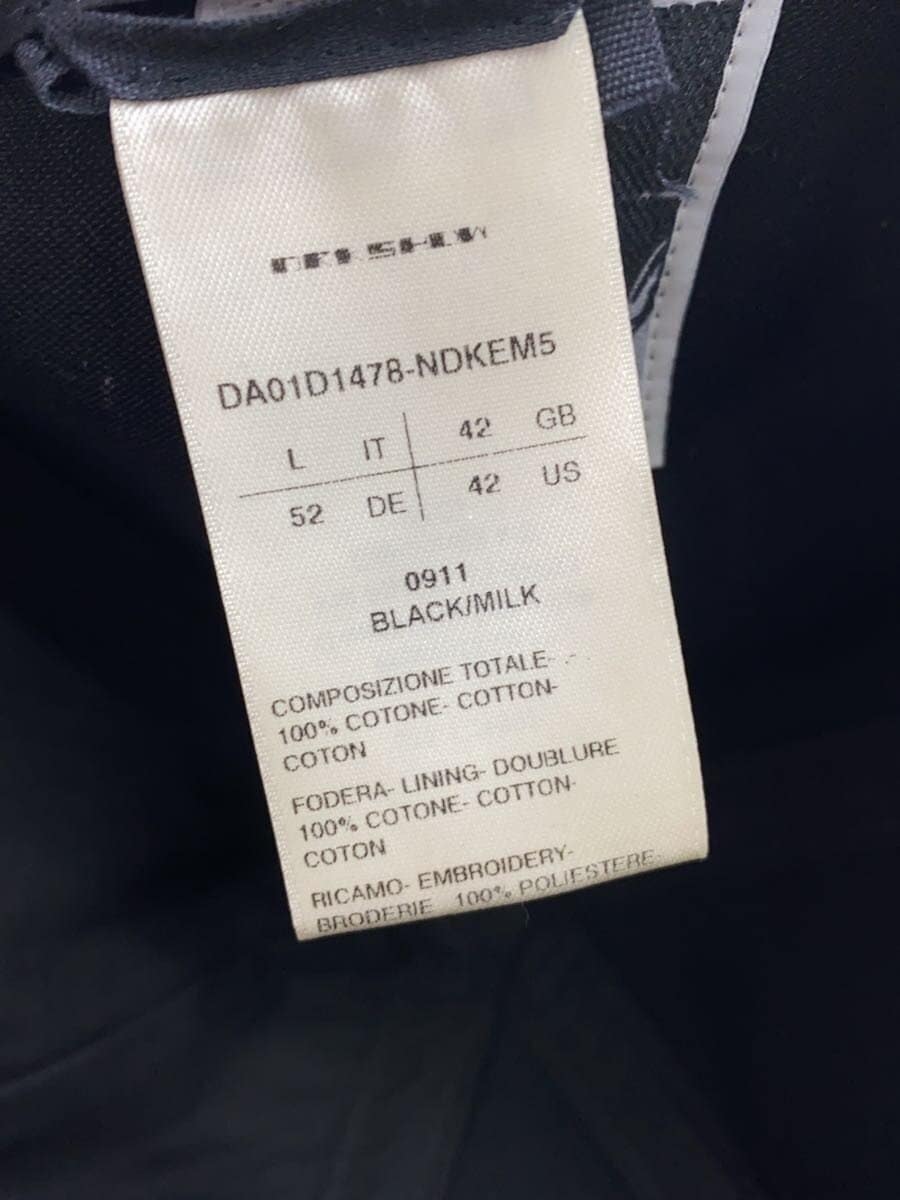 DRKSHDW
DA01D1478-NDKEM5
L IT 42 GB
52 DE 42 US
0911
BLACK/MILK
COMPOSIZIONE TOTALE-
100% COTONE- COTTON-
COTON
FODERA- LINING- DOUBLURE
100% COTONE- COTTON-
COTON
RICAMO- EMBROIDERY-
BRODERIE 100% POLIESTERE-